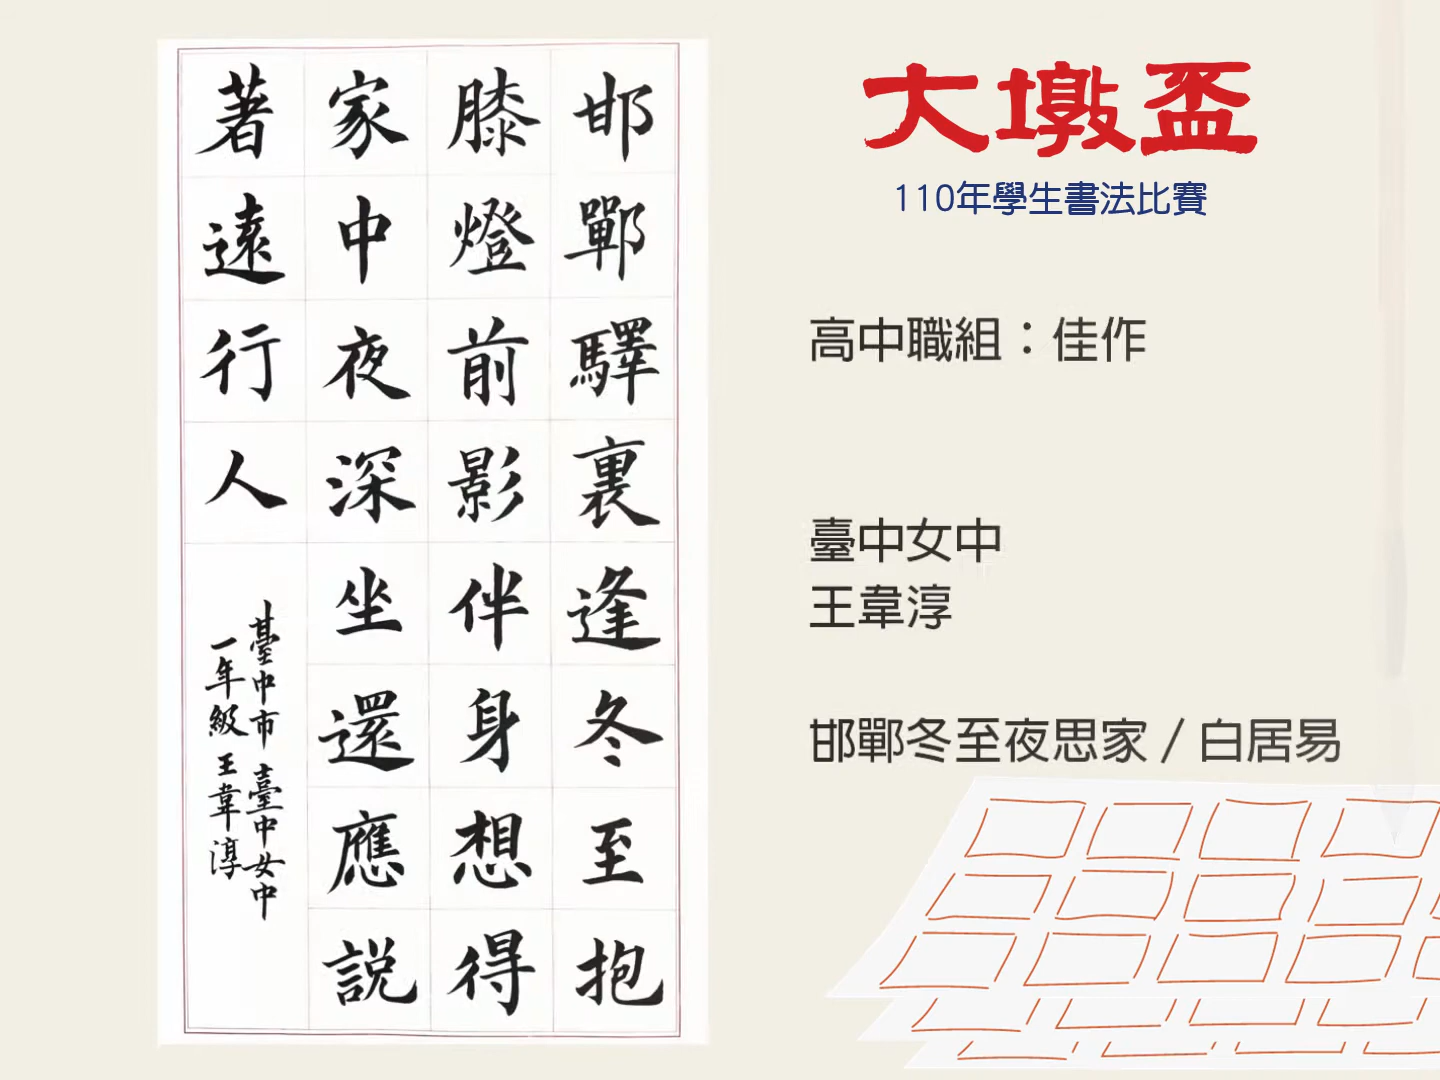 邯鄲驛裏逢冬至抱
膝燈前影伴身想得
家中夜深坐還應説
著遠行人
臺中市 臺中女中
一年級 王韋淳
大墩盃
110年學生書法比賽
高中職組：佳作
臺中女中
王韋淳
邯鄲冬至夜思家／白居易